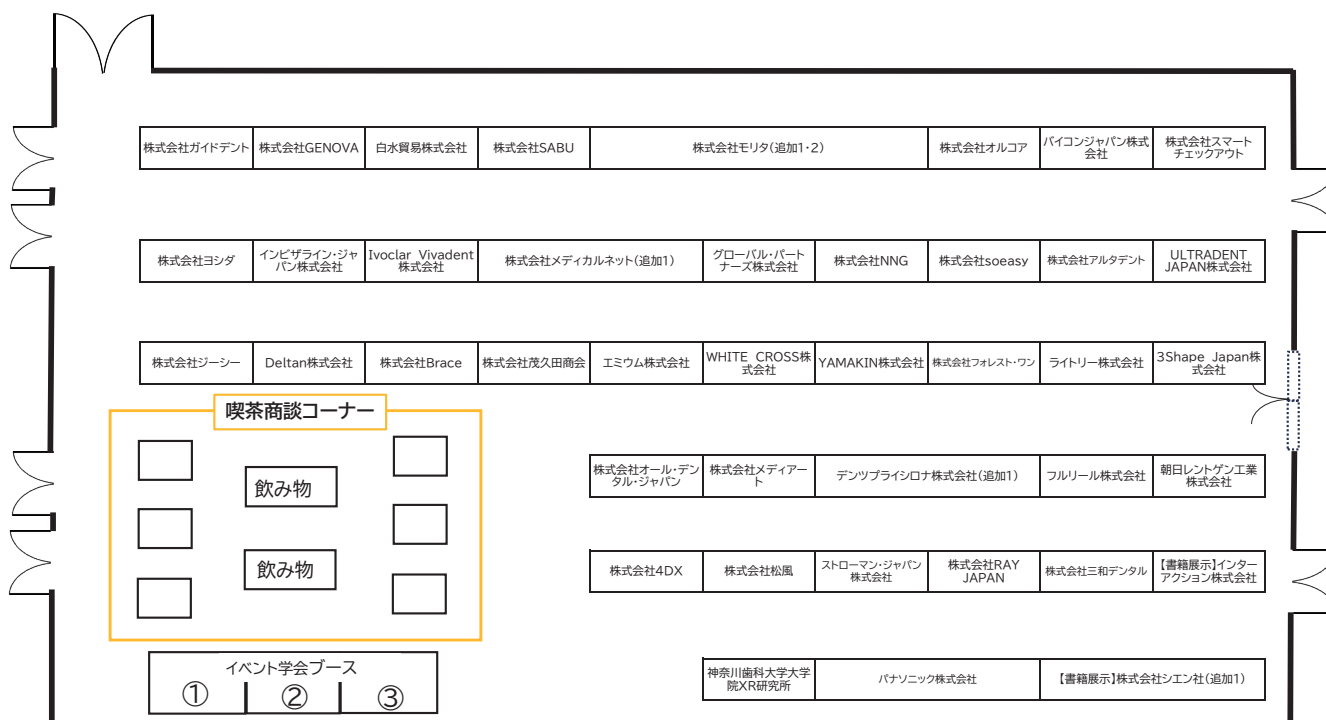 株式会社ガイドデント
株式会社GENOVA
白水貿易株式会社
株式会社SABU
株式会社モリタ(追加1・2)
株式会社オルコア
バイコンジャパン株式
会社
株式会社スマート
チェックアウト
株式会社ヨシダ
インビザライン・ジャ
パン株式会社
Ivoclar Vivadent
株式会社
株式会社メディカルネット(追加1)
グローバル・パート
ナーズ株式会社
株式会社NNG
株式会社soeasy
株式会社アルタデント
ULTRADENT
JAPAN株式会社
株式会社ジーシー
Deltan株式会社
株式会社Brace
株式会社茂久田商会
エミウム株式会社
WHITE CROSS株
式会社
YAMAKIN株式会社
株式会社フォレスト・ワン
ライトリー株式会社
3Shape Japan株
式会社
喫茶商談コーナー
飲み物
飲み物
株式会社オール・デン
タル・ジャパン
株式会社メディアー
ト
デンツプライシロナ株式会社(追加1)
フルリール株式会社
朝日レントゲン工業
株式会社
株式会社4DX
株式会社松風
ストローマン・ジャパン
株式会社
株式会社RAY
JAPAN
株式会社三和デンタル
【書籍展示】インター
アクション株式会社
イベント学会ブース
① ② ③
神奈川歯科大学大学
院XR研究所
パナソニック株式会社
【書籍展示】株式会社シエン社(追加1)